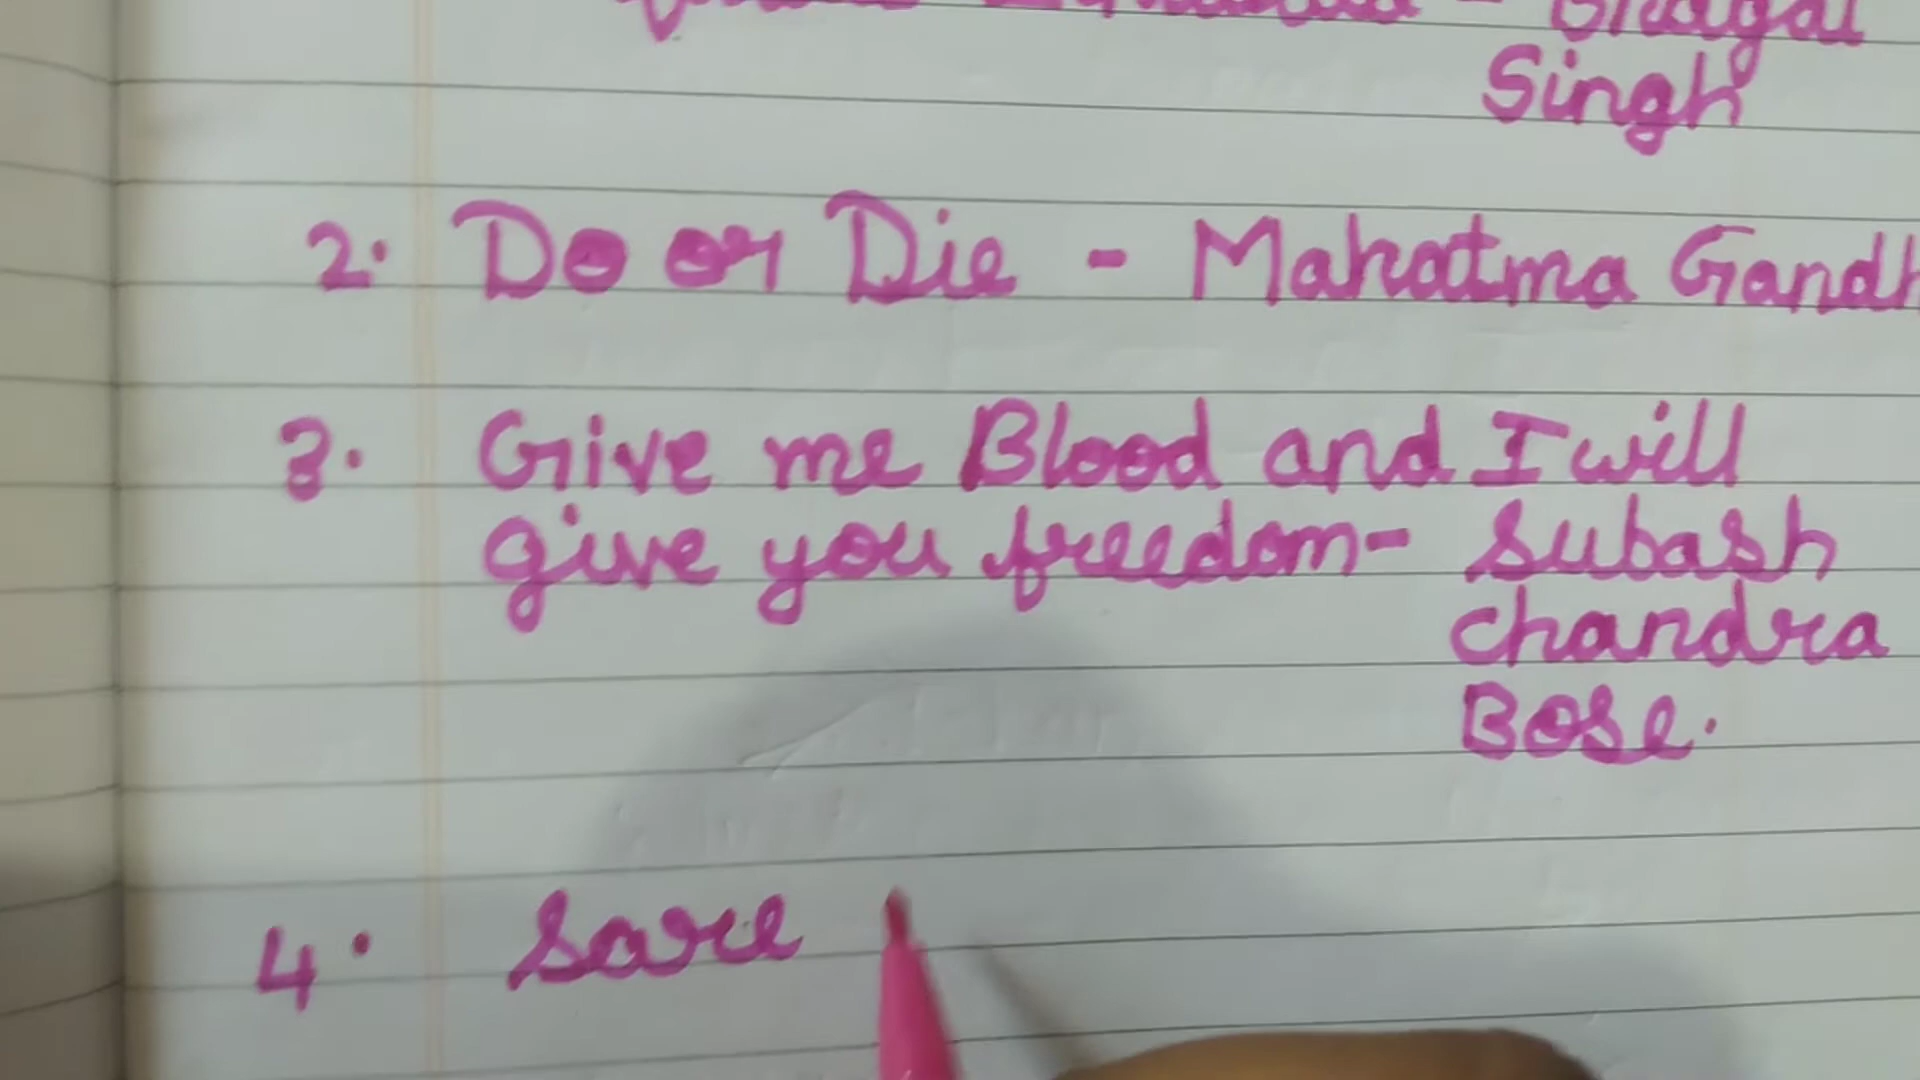 Singh
2. Do or Die - Mahatma Gandh
3. Give me Blood and I will
give you freedom- Subash
chandra
Bose.
4. Sare